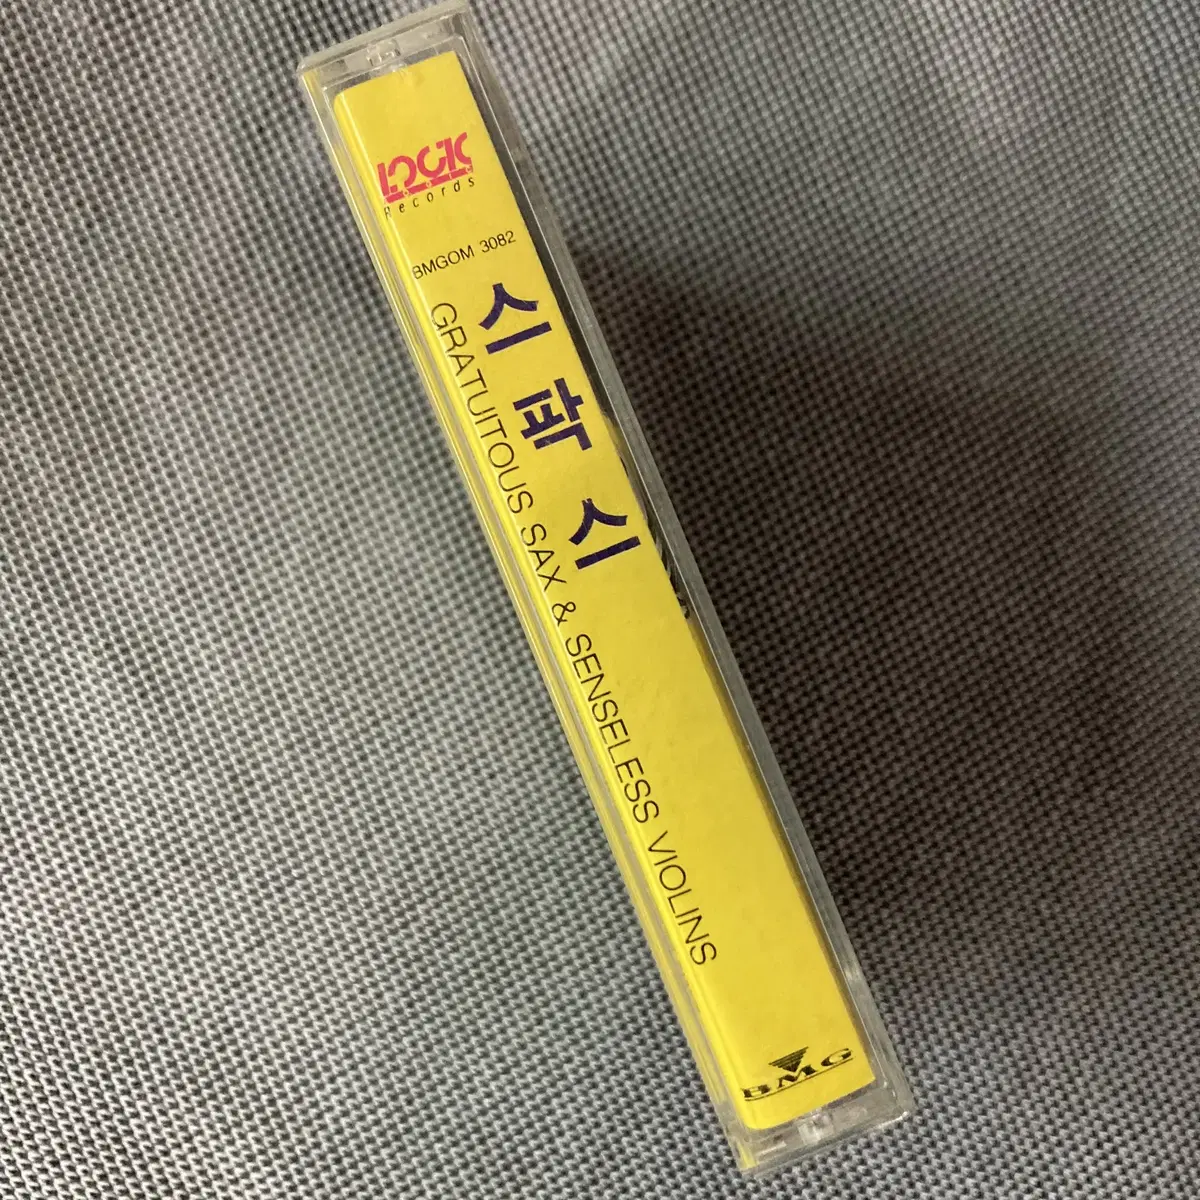 LOGIC
Records
BMGOM 3082
스팍스
GRATUITOUS SAX & SENSELESS VIOLINS
BMG